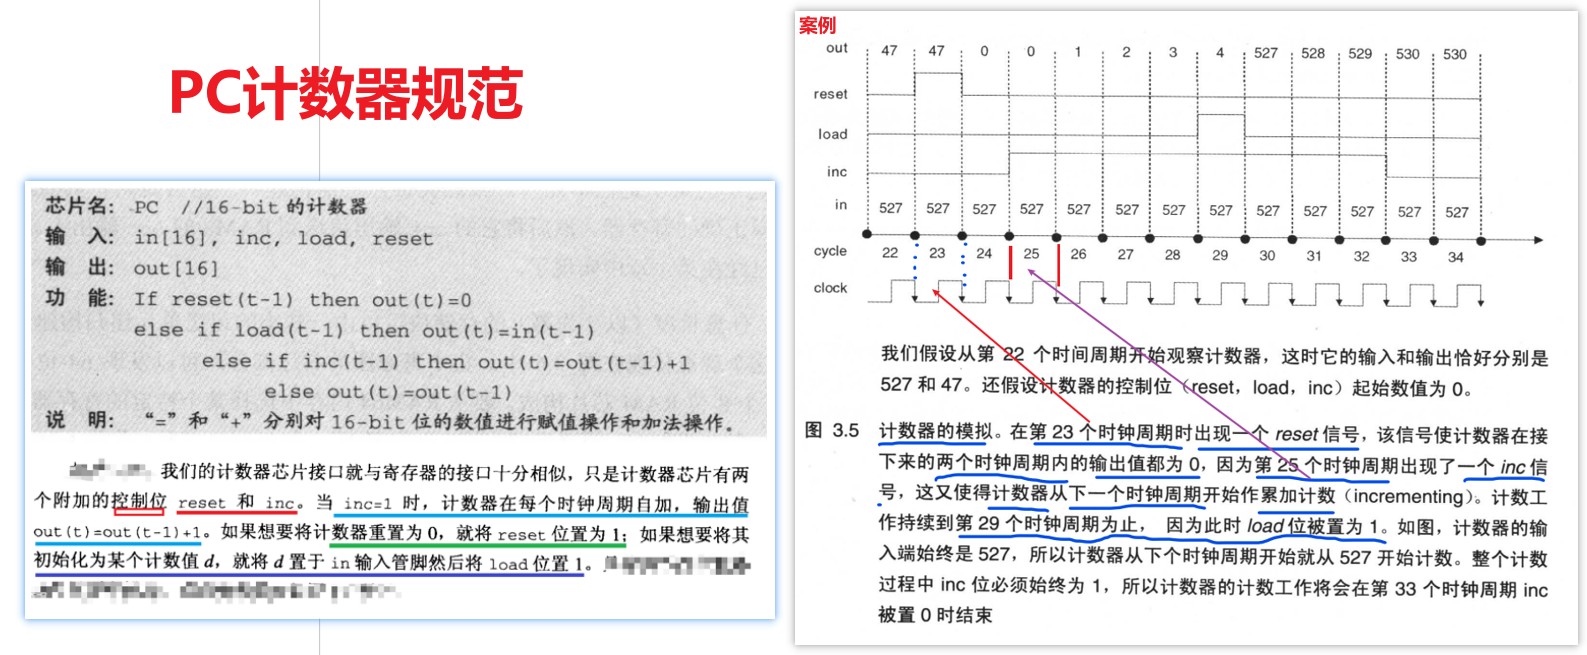 PC计数器规范
芯片名: PC //16-bit 的计数器
输 入: in[16], inc, load, reset
输 出: out[16]
功 能: If reset(t-1) then out(t)=0
else if load(t-1) then out(t)=in(t-1)
else if inc(t-1) then out(t)=out(t-1)+1
else out(t)=out(t-1)
说 明: “=”和“+”分别对 16-bit 位的数值进行赋值操作和加法操作。
我们的计数器芯片接口就与寄存器的接口十分相似，只是计数器芯片有两
个附加的控制位 reset 和 inc。当 inc=1 时，计数器在每个时钟周期自加，输出值
out(t)=out(t-1)+1。如果想要将计数器重置为 0，就将 reset 位置为 1；如果想要将其
初始化为某个计数值 d，就将 d 置于 in 输入管脚然后将 load 位置 1。
案例
out 47 47 0 0 1 2 3 4 527 528 529 530 530
reset
load
inc
in 527 527 527 527 527 527 527 527 527 527 527 527 527
cycle 22 23 24 25 26 27 28 29 30 31 32 33 34
clock
我们假设从第 22 个时间周期开始观察计数器，这时它的输入和输出恰好分别是
527 和 47。还假设计数器的控制位（reset，load，inc）起始数值为 0。
图 3.5 计数器的模拟。在第 23 个时钟周期时出现一个 reset 信号，该信号使计数器在接
下来的两个时钟周期内的输出值都为 0，因为第 25 个时钟周期出现了一个 inc 信
号，这又使得计数器从下一个时钟周期开始作累加计数（incrementing）。计数工
作持续到第 29 个时钟周期为止，因为此时 load 位被置为 1。如图，计数器的输
入端始终是 527，所以计数器从下个时钟周期开始就从 527 开始计数。整个计数
过程中 inc 位必须始终为 1，所以计数器的计数工作将会在第 33 个时钟周期 inc
被置 0 时结束